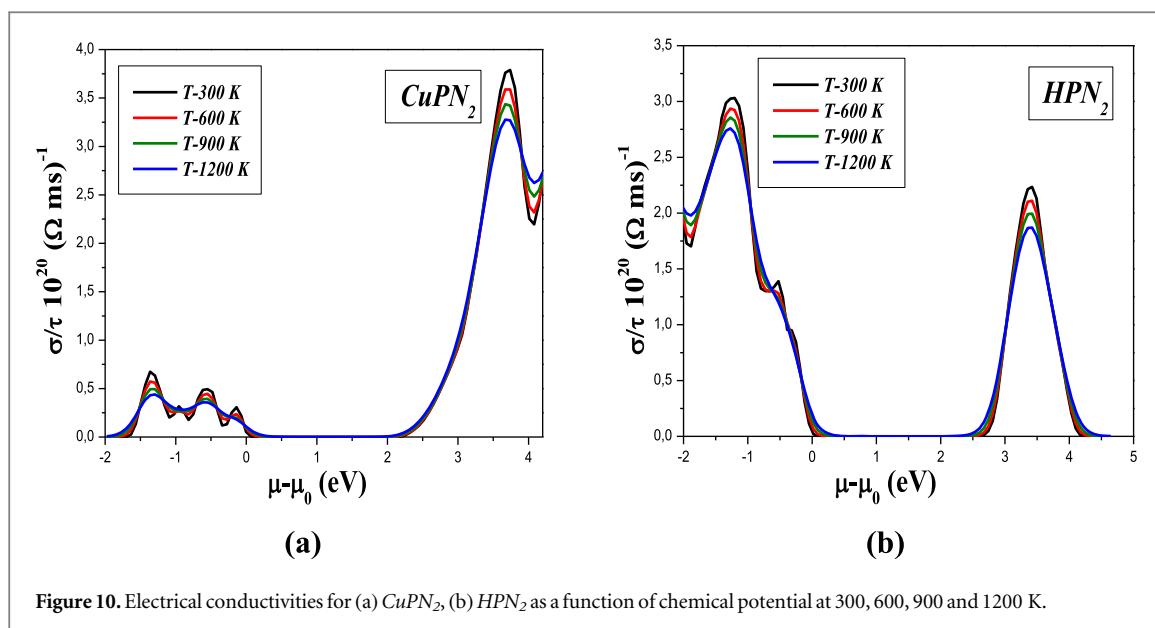 4,0
3,5
3,0
2,5
2,0
1,5
1,0
0,5
0,0
σ/τ 10²⁰ (Ω ms)⁻¹
T-300 K
T-600 K
T-900 K
T-1200 K
CuPN₂
-2 -1 0 1 2 3 4
μ-μ₀ (eV)
(a)
3,5
3,0
2,5
2,0
1,5
1,0
0,5
0,0
σ/τ 10²⁰ (Ω ms)⁻¹
T-300 K
T-600 K
T-900 K
T-1200 K
HPN₂
-2 -1 0 1 2 3 4 5
μ-μ₀ (eV)
(b)
Figure 10. Electrical conductivities for (a) CuPN₂, (b) HPN₂ as a function of chemical potential at 300, 600, 900 and 1200 K.